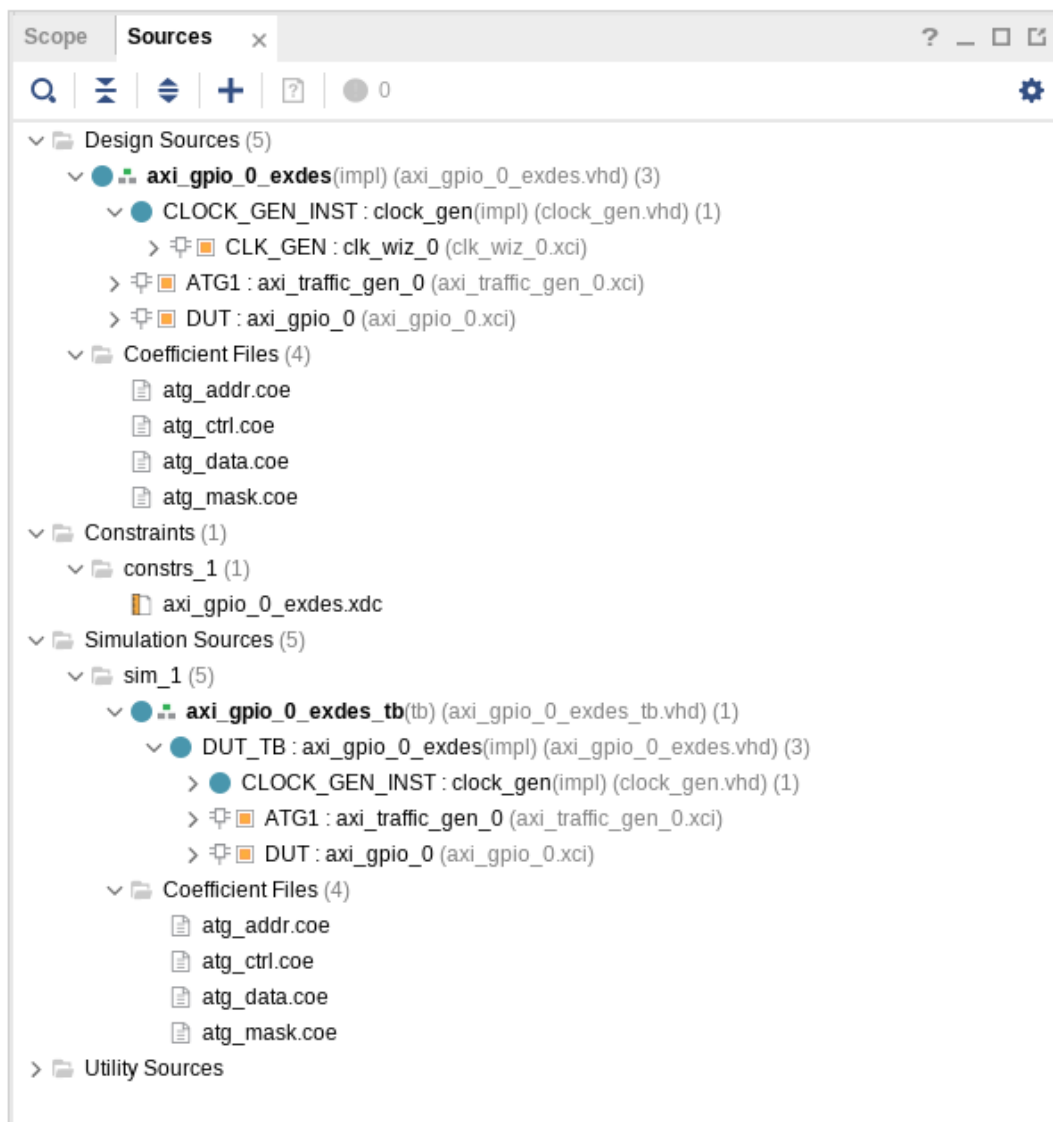 Scope Sources
0
Design Sources (5)
axi_gpio_0_exdes(impl) (axi_gpio_0_exdes.vhd) (3)
CLOCK_GEN_INST : clock_gen(impl) (clock_gen.vhd) (1)
CLK_GEN : clk_wiz_0 (clk_wiz_0.xci)
ATG1 : axi_traffic_gen_0 (axi_traffic_gen_0.xci)
DUT : axi_gpio_0 (axi_gpio_0.xci)
Coefficient Files (4)
atg_addr.coe
atg_ctrl.coe
atg_data.coe
atg_mask.coe
Constraints (1)
constrs_1 (1)
axi_gpio_0_exdes.xdc
Simulation Sources (5)
sim_1 (5)
axi_gpio_0_exdes_tb(tb) (axi_gpio_0_exdes_tb.vhd) (1)
DUT_TB : axi_gpio_0_exdes(impl) (axi_gpio_0_exdes.vhd) (3)
CLOCK_GEN_INST : clock_gen(impl) (clock_gen.vhd) (1)
ATG1 : axi_traffic_gen_0 (axi_traffic_gen_0.xci)
DUT : axi_gpio_0 (axi_gpio_0.xci)
Coefficient Files (4)
atg_addr.coe
atg_ctrl.coe
atg_data.coe
atg_mask.coe
Utility Sources